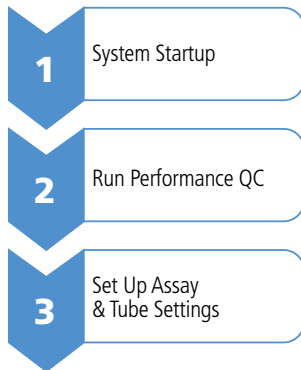 1
System Startup
2
Run Performance QC
3
Set Up Assay
& Tube Settings